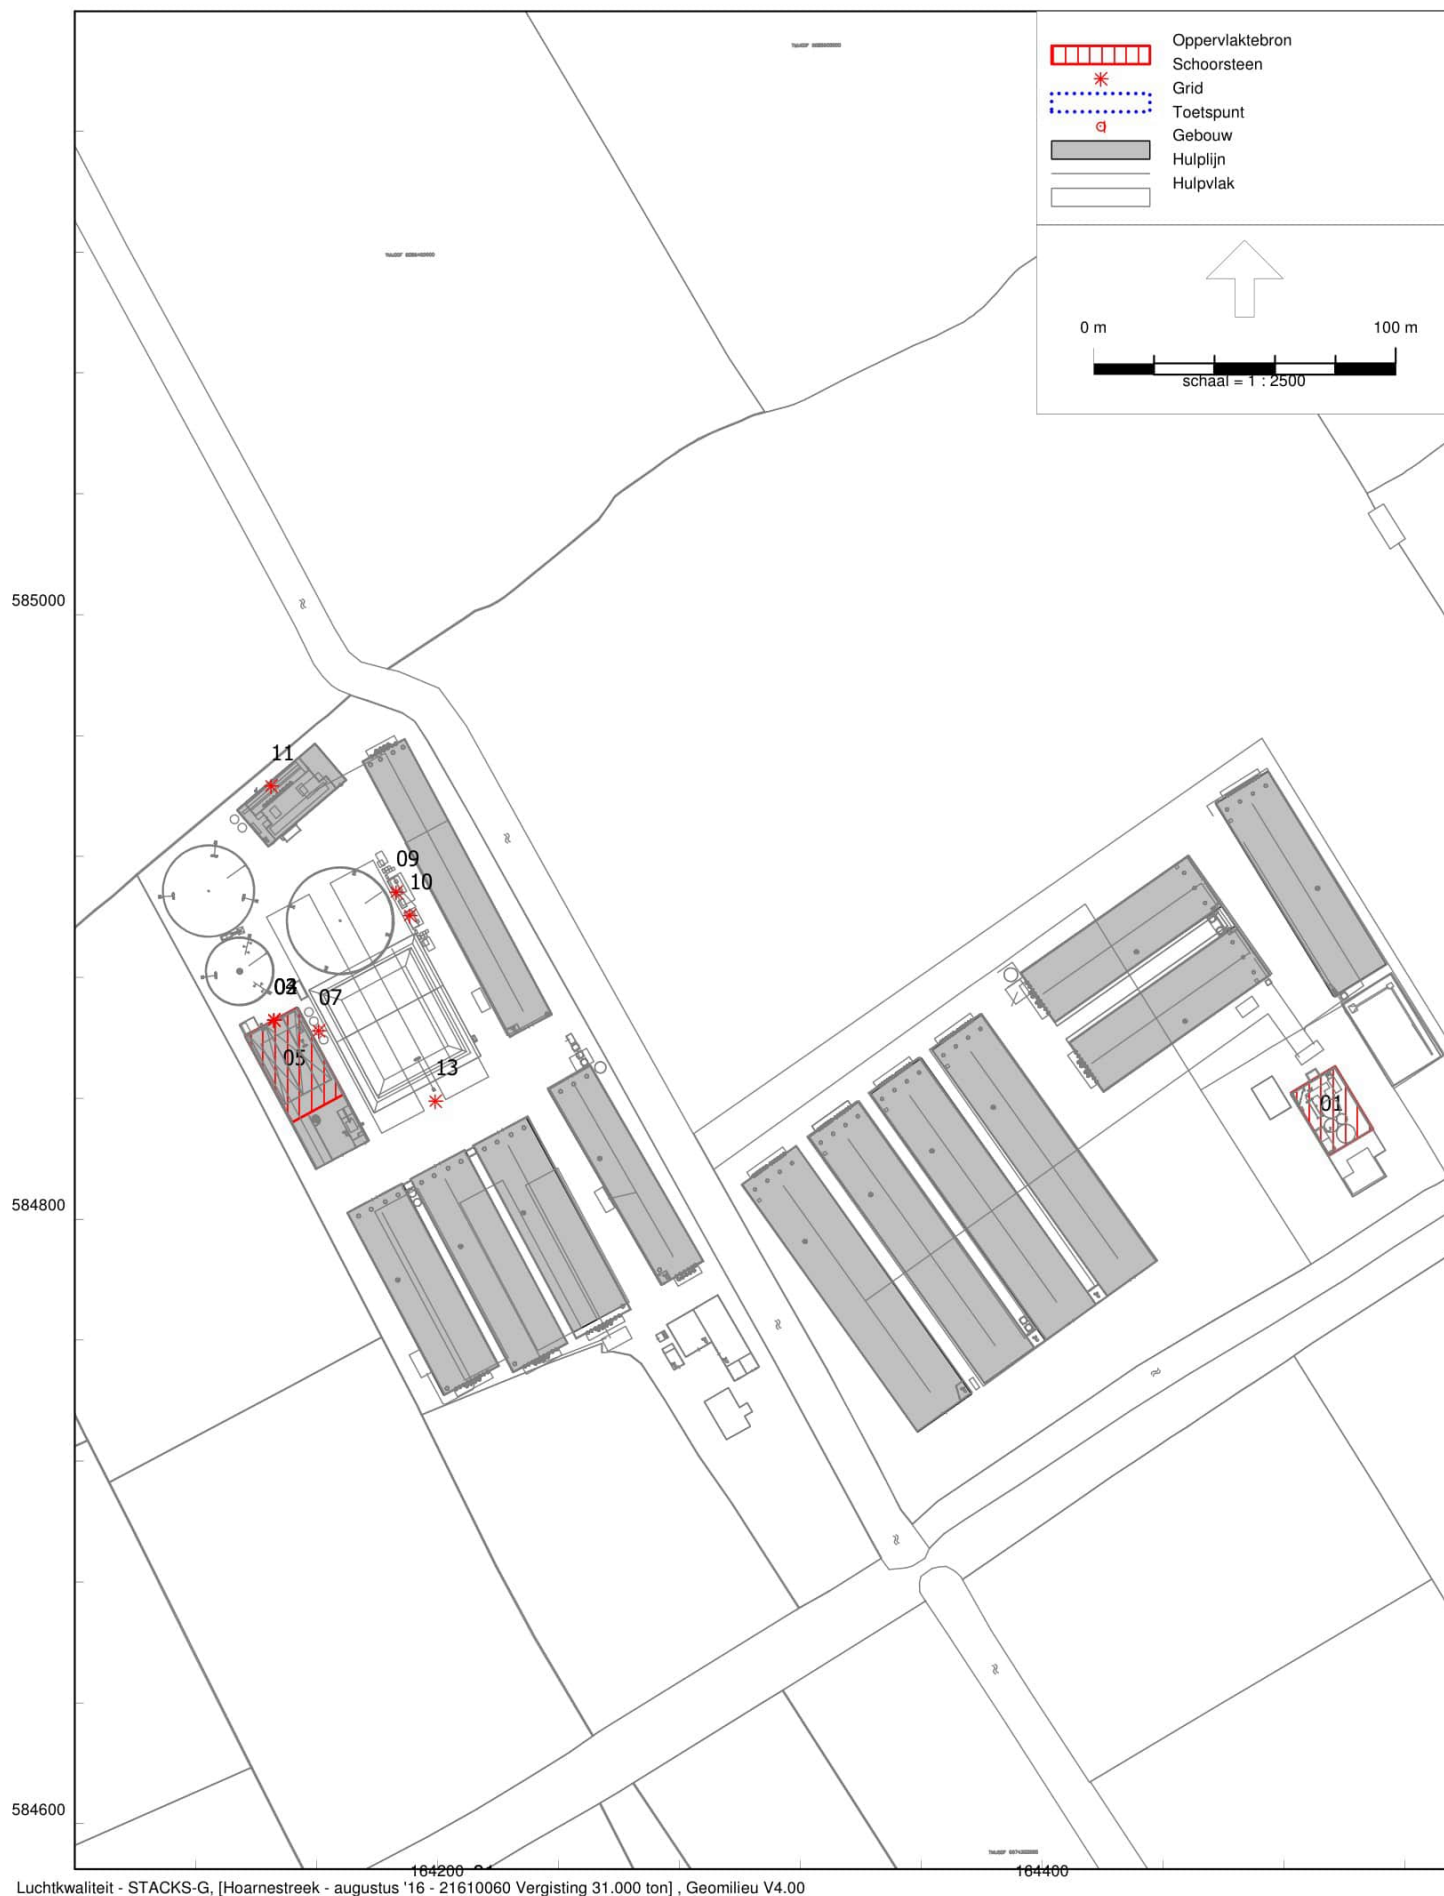 Oppervlaktebron
Schoorsteen
Grid
Toetspunt
Gebouw
Hulplijn
Hulpvlak
0 m
100 m
schaal = 1 : 2500
585000
11
09
10
07
05
13
01
584800
584600
164200
164400
Luchtkwaliteit - STACKS-G, [Hoarnestreek - augustus '16 - 21610060 Vergisting 31.000 ton] , Geomilieu V4.00